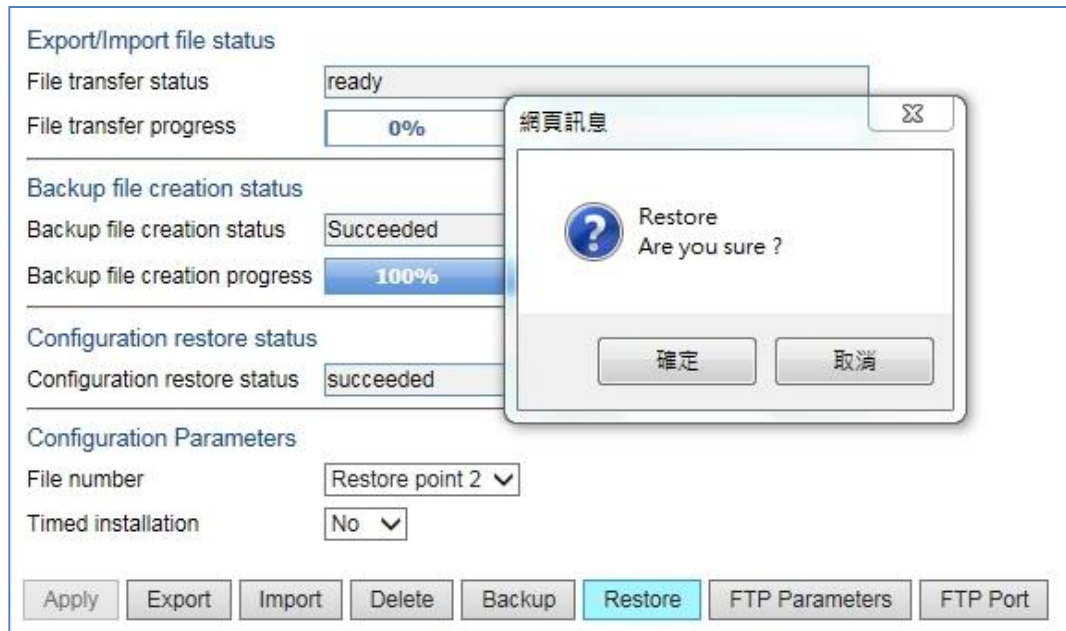 Export/Import file status
File transfer status ready
File transfer progress 0%
Backup file creation status
Backup file creation status Succeeded
Backup file creation progress 100%
Configuration restore status
Configuration restore status succeeded
Configuration Parameters
File number Restore point 2
Timed installation No
Apply Export Import Delete Backup Restore FTP Parameters FTP Port
網頁訊息
Restore
Are you sure ?
確定 取消